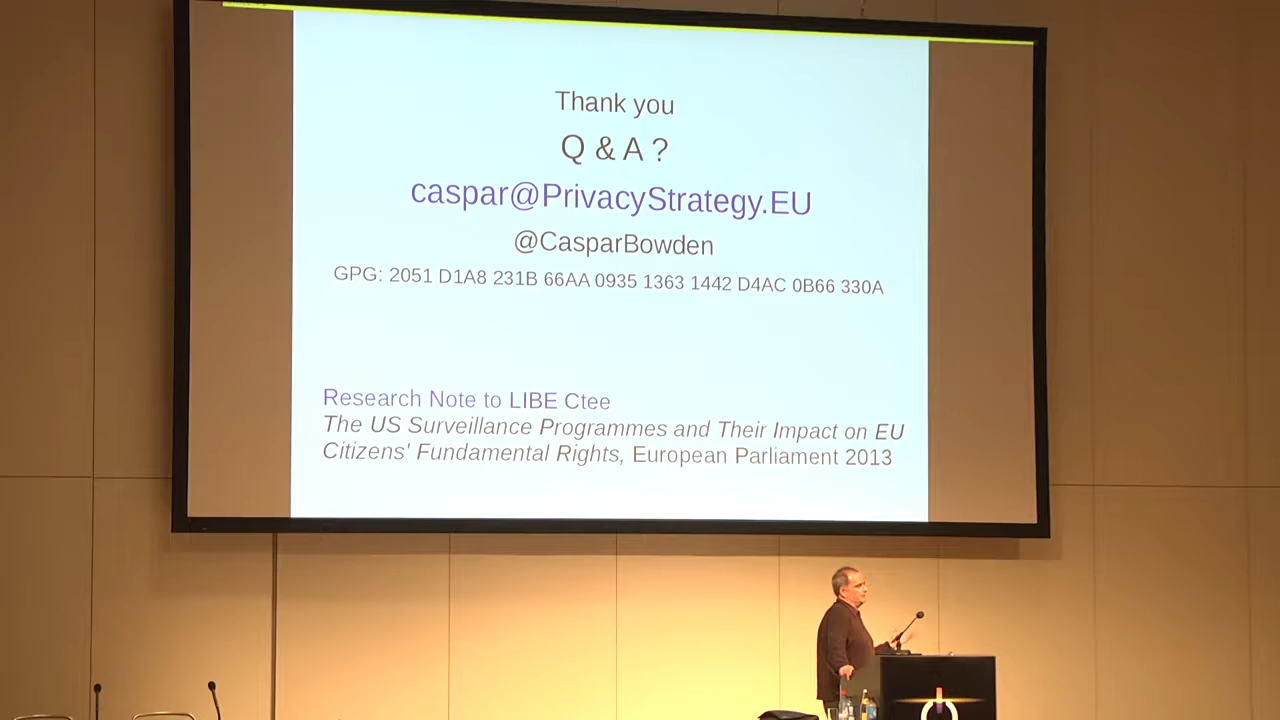 Thank you
Q & A ?
caspar@PrivacyStrategy.EU
@CasparBowden
GPG: 2051 D1A8 231B 66AA 0935 1363 1442 D4AC 0B66 330A
Research Note to LIBE Ctee
The US Surveillance Programmes and Their Impact on EU
Citizens' Fundamental Rights, European Parliament 2013